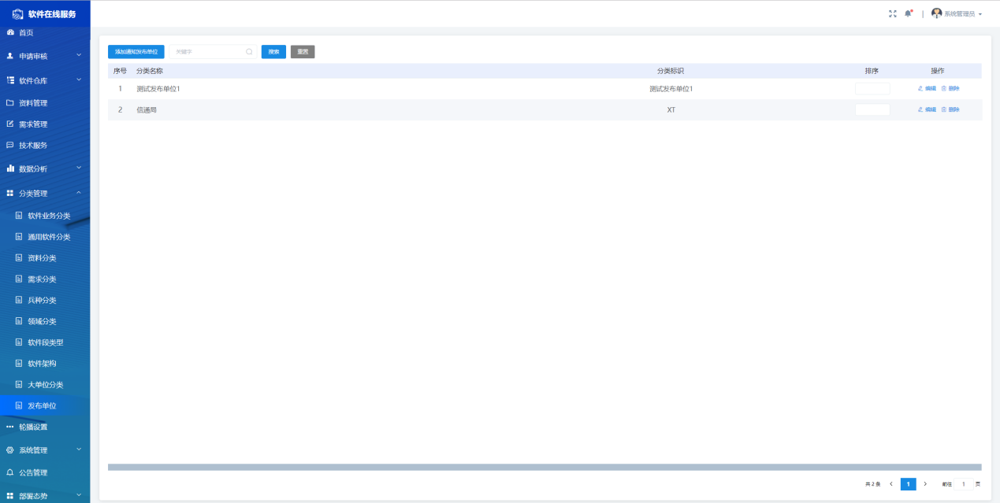 软件在线服务
系统管理员
首页
申请审核
软件仓库
资料管理
需求管理
技术服务
数据分析
分类管理
软件业务分类
通用软件分类
资料分类
需求分类
兵种分类
领域分类
软件段类型
软件架构
大单位分类
发布单位
轮播设置
系统管理
公告管理
部署态势
添加通知发布单位 关键字 搜索 重置
序号 分类名称 分类标识 排序 操作
1 测试发布单位1 测试发布单位1 编辑 删除
2 信通局 XT 编辑 删除
共 2 条 1 前往 1 页